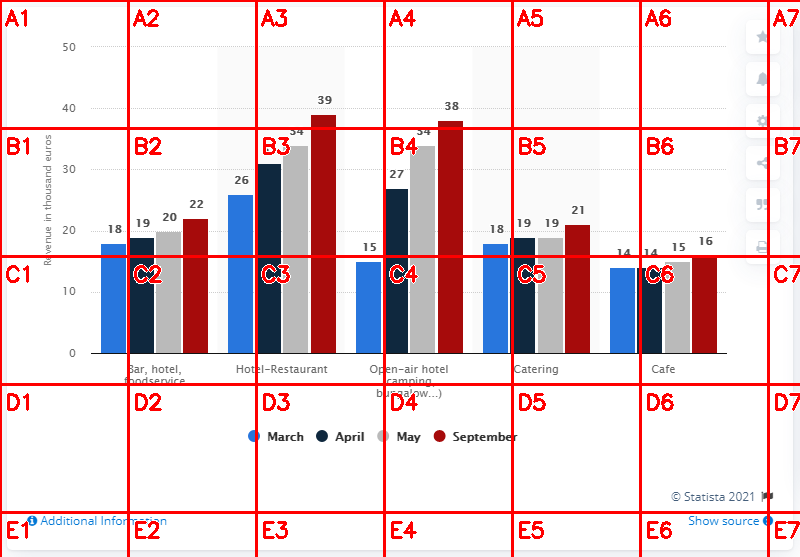 A1 A2 A3 A4 A5 A6 A7
50
40
39
38
B1 B2 B3 B4 B5 B6 B7
Revenue in thousand euros
30
34
34
26
27
20
18
19
20
22
15
18
19
19
21
14
14
15
16
C1 C2 C3 C4 C5 C6 C7
10
0
Bar, hotel,
foodservice
Hotel-Restaurant
Open-air hotel
(camping,
bungalow...)
Catering
Cafe
D1 D2 D3 D4 D5 D6 D7
March April May September
© Statista 2021
Additional Information
Show source
E1 E2 E3 E4 E5 E6 E7